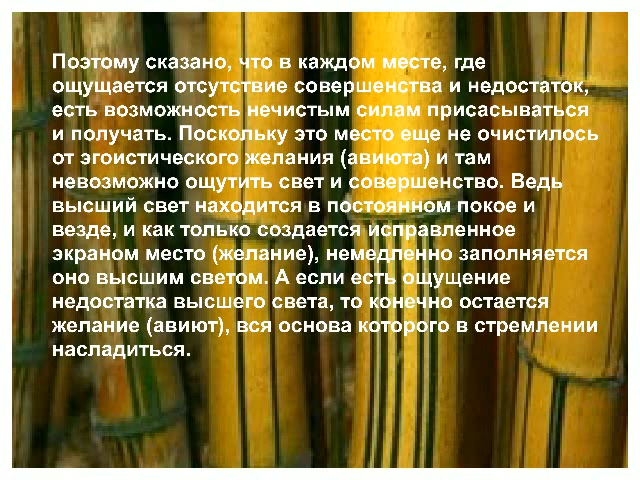 Поэтому сказано, что в каждом месте, где
ощущается отсутствие совершенства и недостаток,
есть возможность нечистым силам присасываться
и получать. Поскольку это место еще не очистилось
от эгоистического желания (авиюта) и там
невозможно ощутить свет и совершенство. Ведь
высший свет находится в постоянном покое и
везде, и как только создается исправленное
экраном место (желание), немедленно заполняется
оно высшим светом. А если есть ощущение
недостатка высшего света, то конечно остается
желание (авиют), вся основа которого в стремлении
насладиться.